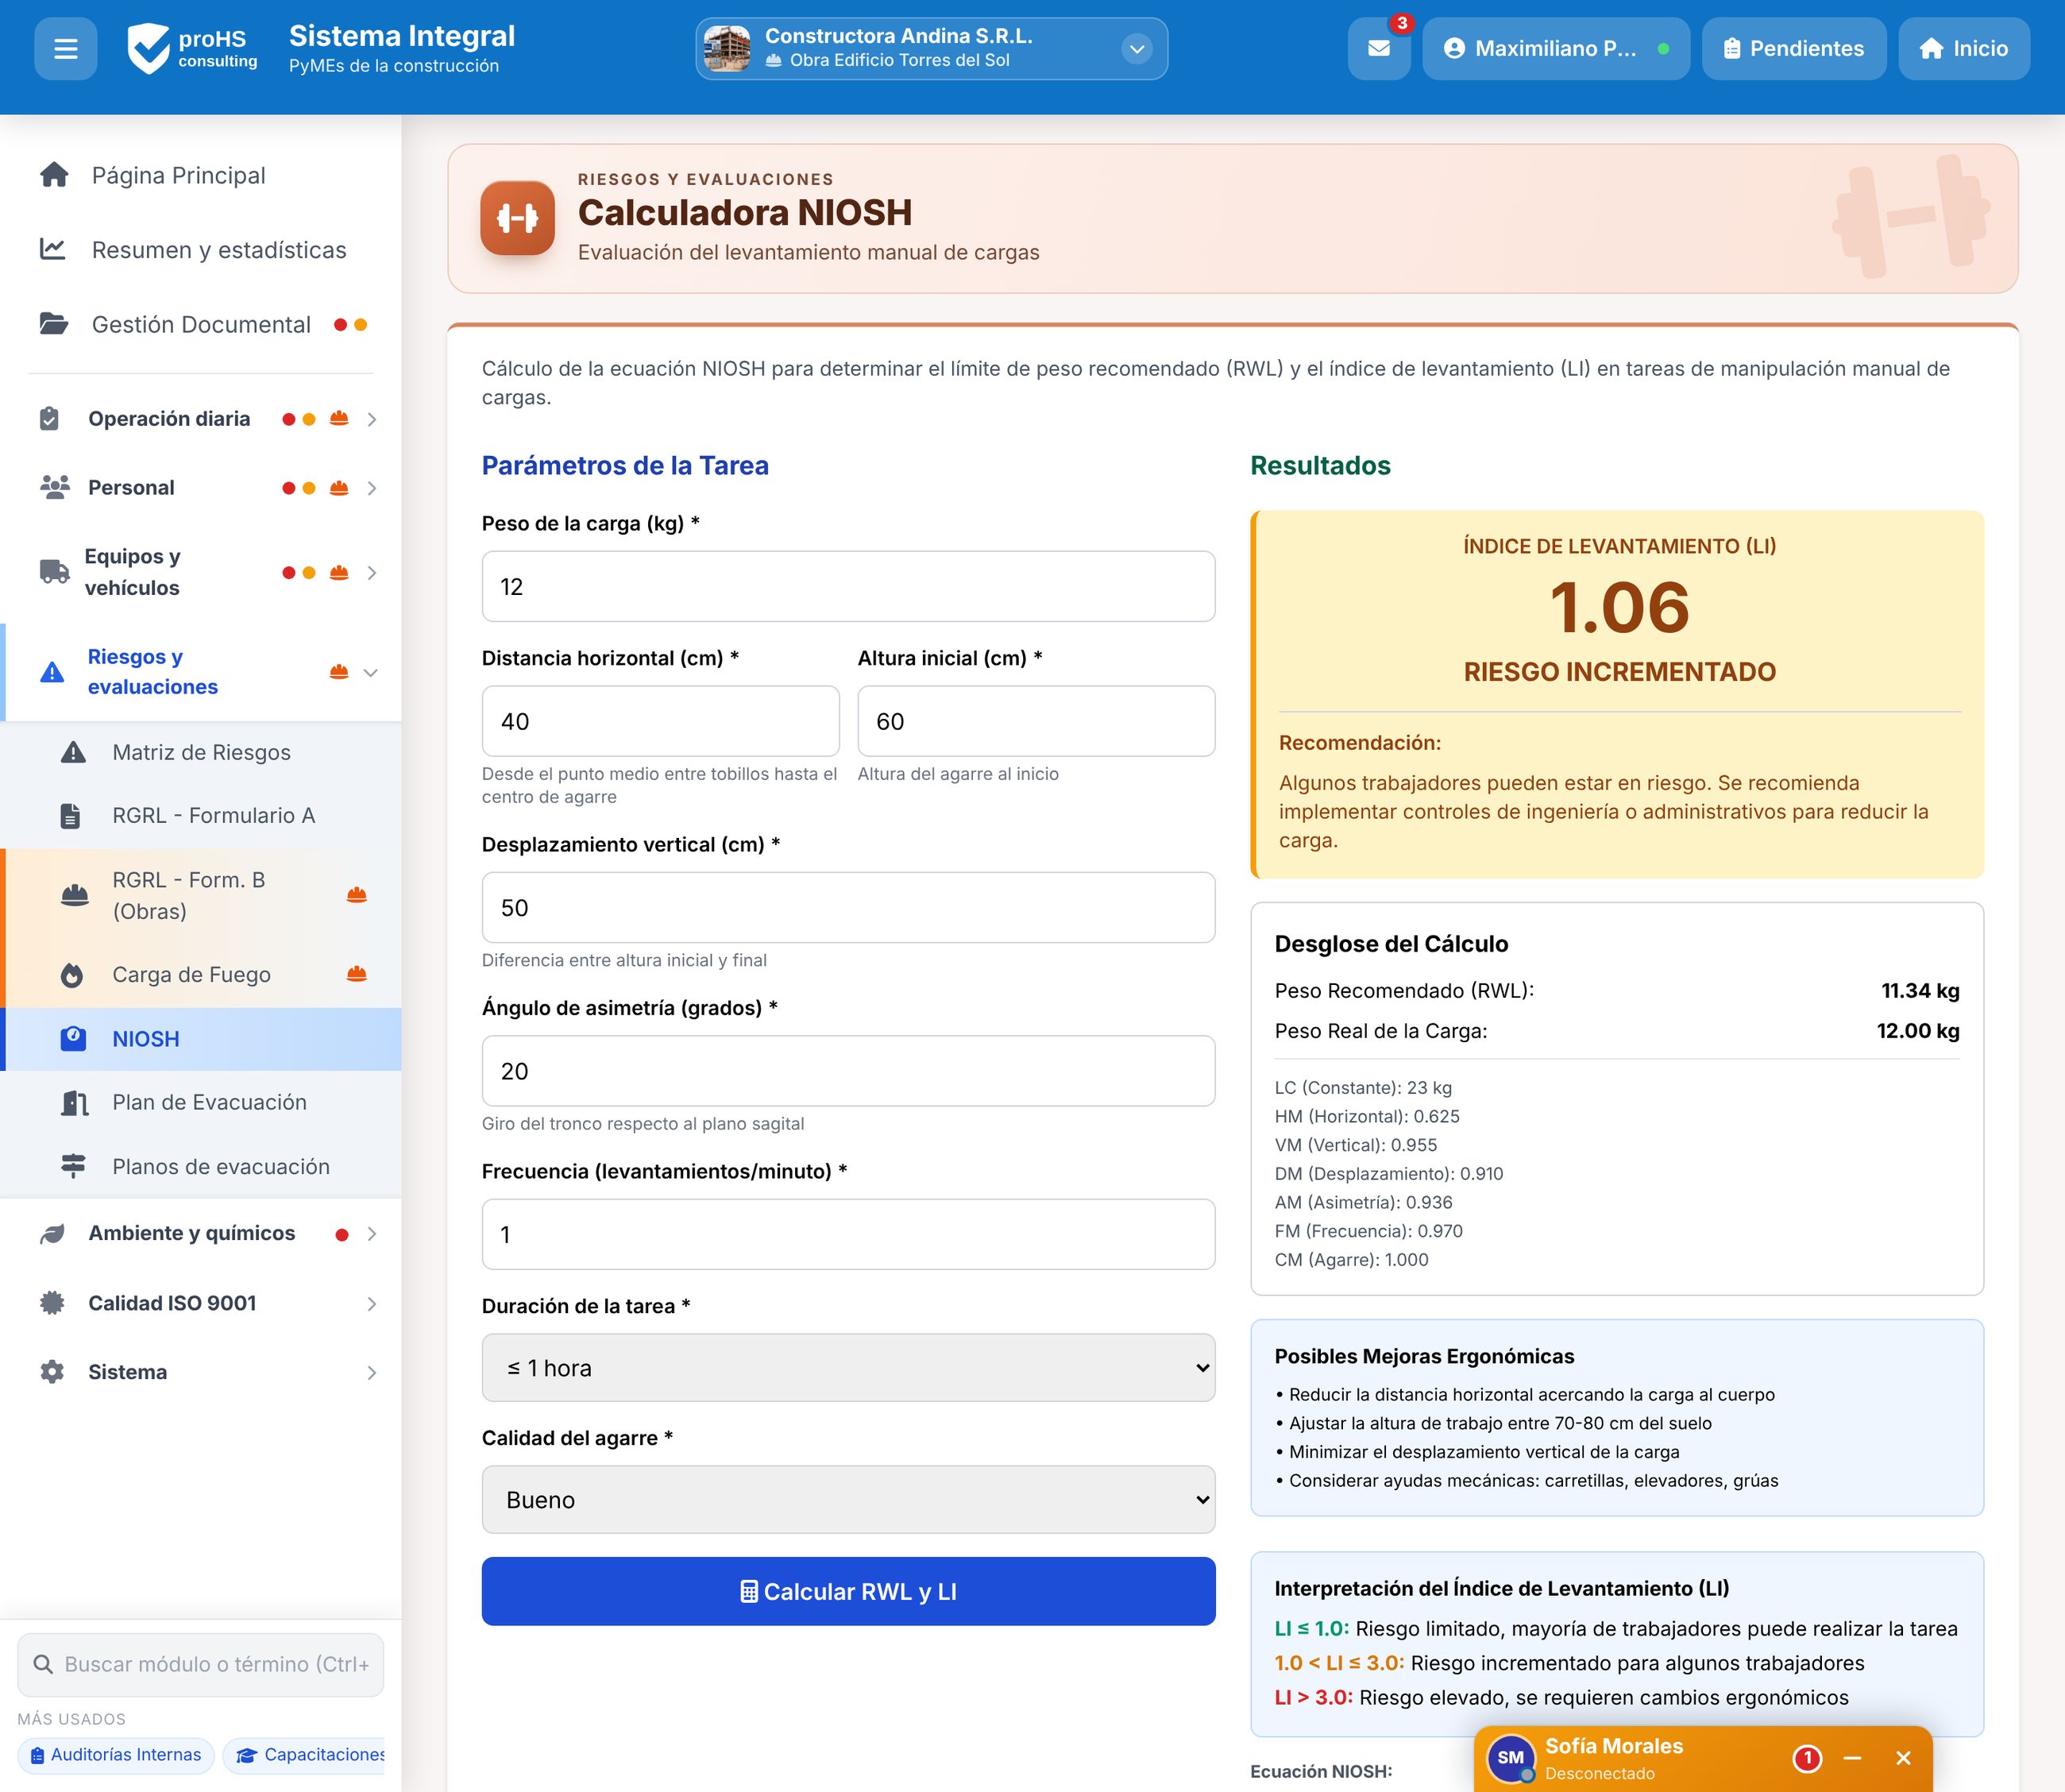 proHS
consulting
Sistema Integral
PyMEs de la construcción
Constructora Andina S.R.L.
Obra Edificio Torres del Sol
3
Maximiliano P...
Pendientes
Inicio
Página Principal
Resumen y estadísticas
Gestión Documental
Operación diaria
Personal
Equipos y
vehículos
Riesgos y
evaluaciones
Matriz de Riesgos
RGRL - Formulario A
RGRL - Form. B
(Obras)
Carga de Fuego
NIOSH
Plan de Evacuación
Planos de evacuación
Ambiente y químicos
Calidad ISO 9001
Sistema
Buscar módulo o término (Ctrl+
MÁS USADOS
Auditorías Internas
Capacitaciones
RIESGOS Y EVALUACIONES
Calculadora NIOSH
Evaluación del levantamiento manual de cargas
Cálculo de la ecuación NIOSH para determinar el límite de peso recomendado (RWL) y el índice de levantamiento (LI) en tareas de manipulación manual de
cargas.
Parámetros de la Tarea
Peso de la carga (kg) *
12
Distancia horizontal (cm) *
40
Desde el punto medio entre tobillos hasta el
centro de agarre
Altura inicial (cm) *
60
Altura del agarre al inicio
Desplazamiento vertical (cm) *
50
Diferencia entre altura inicial y final
Ángulo de asimetría (grados) *
20
Giro del tronco respecto al plano sagital
Frecuencia (levantamientos/minuto) *
1
Duración de la tarea *
≤ 1 hora
Calidad del agarre *
Bueno
Calcular RWL y LI
Resultados
ÍNDICE DE LEVANTAMIENTO (LI)
1.06
RIESGO INCREMENTADO
Recomendación:
Algunos trabajadores pueden estar en riesgo. Se recomienda
implementar controles de ingeniería o administrativos para reducir la
carga.
Desglose del Cálculo
Peso Recomendado (RWL): 11.34 kg
Peso Real de la Carga: 12.00 kg
LC (Constante): 23 kg
HM (Horizontal): 0.625
VM (Vertical): 0.955
DM (Desplazamiento): 0.910
AM (Asimetría): 0.936
FM (Frecuencia): 0.970
CM (Agarre): 1.000
Posibles Mejoras Ergonómicas
• Reducir la distancia horizontal acercando la carga al cuerpo
• Ajustar la altura de trabajo entre 70-80 cm del suelo
• Minimizar el desplazamiento vertical de la carga
• Considerar ayudas mecánicas: carretillas, elevadores, grúas
Interpretación del Índice de Levantamiento (LI)
LI ≤ 1.0: Riesgo limitado, mayoría de trabajadores puede realizar la tarea
1.0 < LI ≤ 3.0: Riesgo incrementado para algunos trabajadores
LI > 3.0: Riesgo elevado, se requieren cambios ergonómicos
Ecuación NIOSH:
SM
Sofía Morales
Desconectado
1